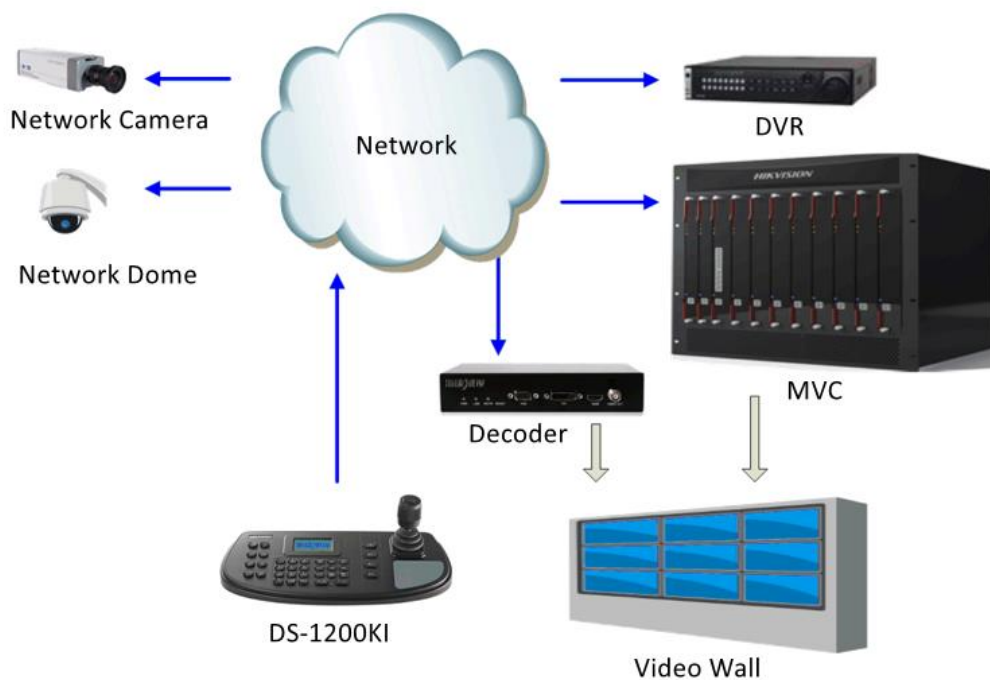 Network Camera
Network
DVR
HIKVISION
Network Dome
MVC
Decoder
DS-1200KI
Video Wall